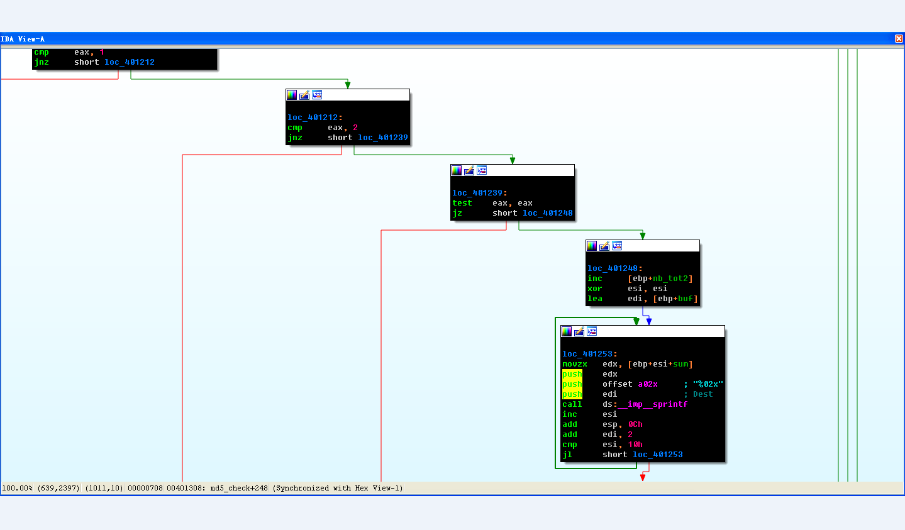 IDA View-A
cmp eax, 1
jnz short loc_401212
loc_401212:
cmp eax, 2
jnz short loc_401239
loc_401239:
test eax, eax
jz short loc_401248
loc_401248:
inc [ebp+nb_tut2]
xor esi, esi
lea edi, [ebp+buf]
loc_401253:
movzx edx, [ebp+esi+sum]
push edx
push offset a02x ; "%02x"
push edi ; Dest
call ds:__imp__sprintf
inc esi
add esp, 0Ch
add edi, 2
cmp esi, 10h
jl short loc_401253
100.00% (639,2397) (1011,10) 00000708 00401308: md5_check+248 (Synchronized with Hex View-1)